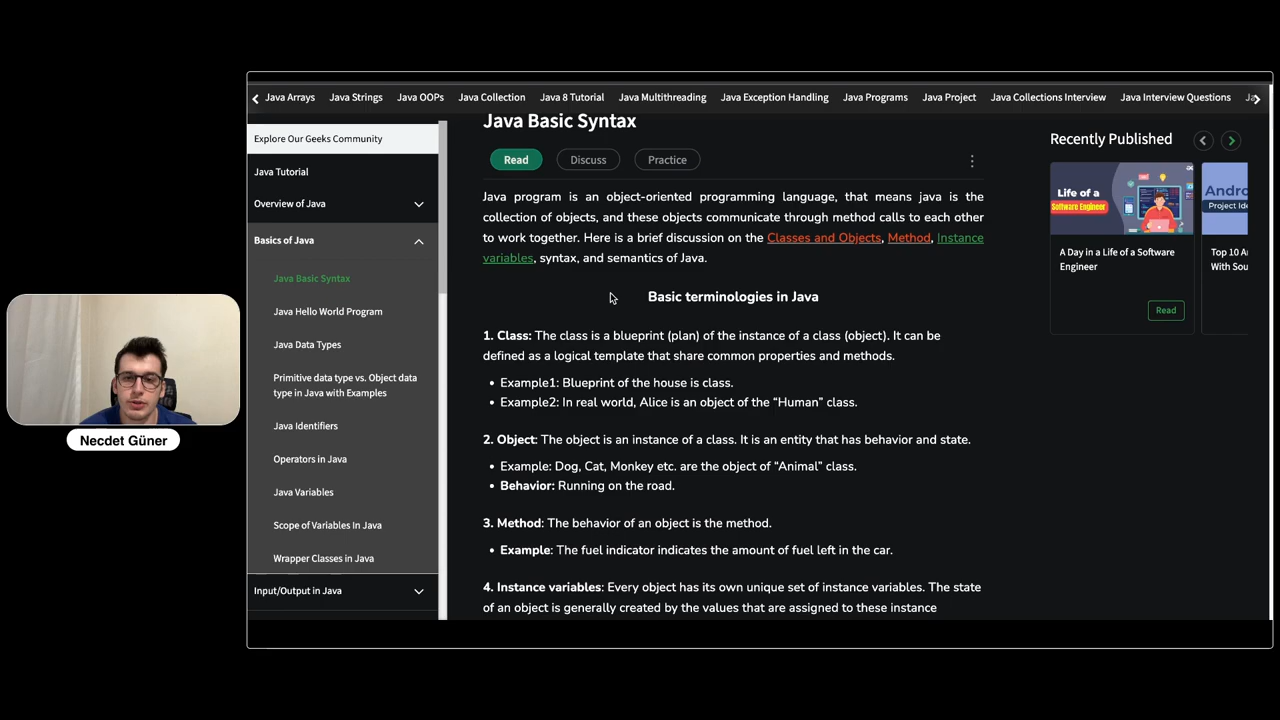 Java Arrays
Java Strings
Java OOPs
Java Collection
Java 8 Tutorial
Java Multithreading
Java Exception Handling
Java Programs
Java Project
Java Collections Interview
Java Interview Questions
Explore Our Geeks Community
Java Tutorial
Overview of Java
Basics of Java
Java Basic Syntax
Java Hello World Program
Java Data Types
Primitive data type vs. Object data
type in Java with Examples
Java Identifiers
Operators in Java
Java Variables
Scope of Variables In Java
Wrapper Classes in Java
Input/Output in Java
Java Basic Syntax
Read
Discuss
Practice
Java program is an object-oriented programming language, that means java is the
collection of objects, and these objects communicate through method calls to each other
to work together. Here is a brief discussion on the Classes and Objects, Method, Instance
variables, syntax, and semantics of Java.
Basic terminologies in Java
1. Class: The class is a blueprint (plan) of the instance of a class (object). It can be
defined as a logical template that share common properties and methods.
• Example1: Blueprint of the house is class.
• Example2: In real world, Alice is an object of the “Human” class.
2. Object: The object is an instance of a class. It is an entity that has behavior and state.
• Example: Dog, Cat, Monkey etc. are the object of “Animal” class.
• Behavior: Running on the road.
3. Method: The behavior of an object is the method.
• Example: The fuel indicator indicates the amount of fuel left in the car.
4. Instance variables: Every object has its own unique set of instance variables. The state
of an object is generally created by the values that are assigned to these instance
Recently Published
Life of a
Software Engineer
A Day in a Life of a Software
Engineer
Read
Andro
Project Ide
Top 10 An
With Sou
Necdet Güner